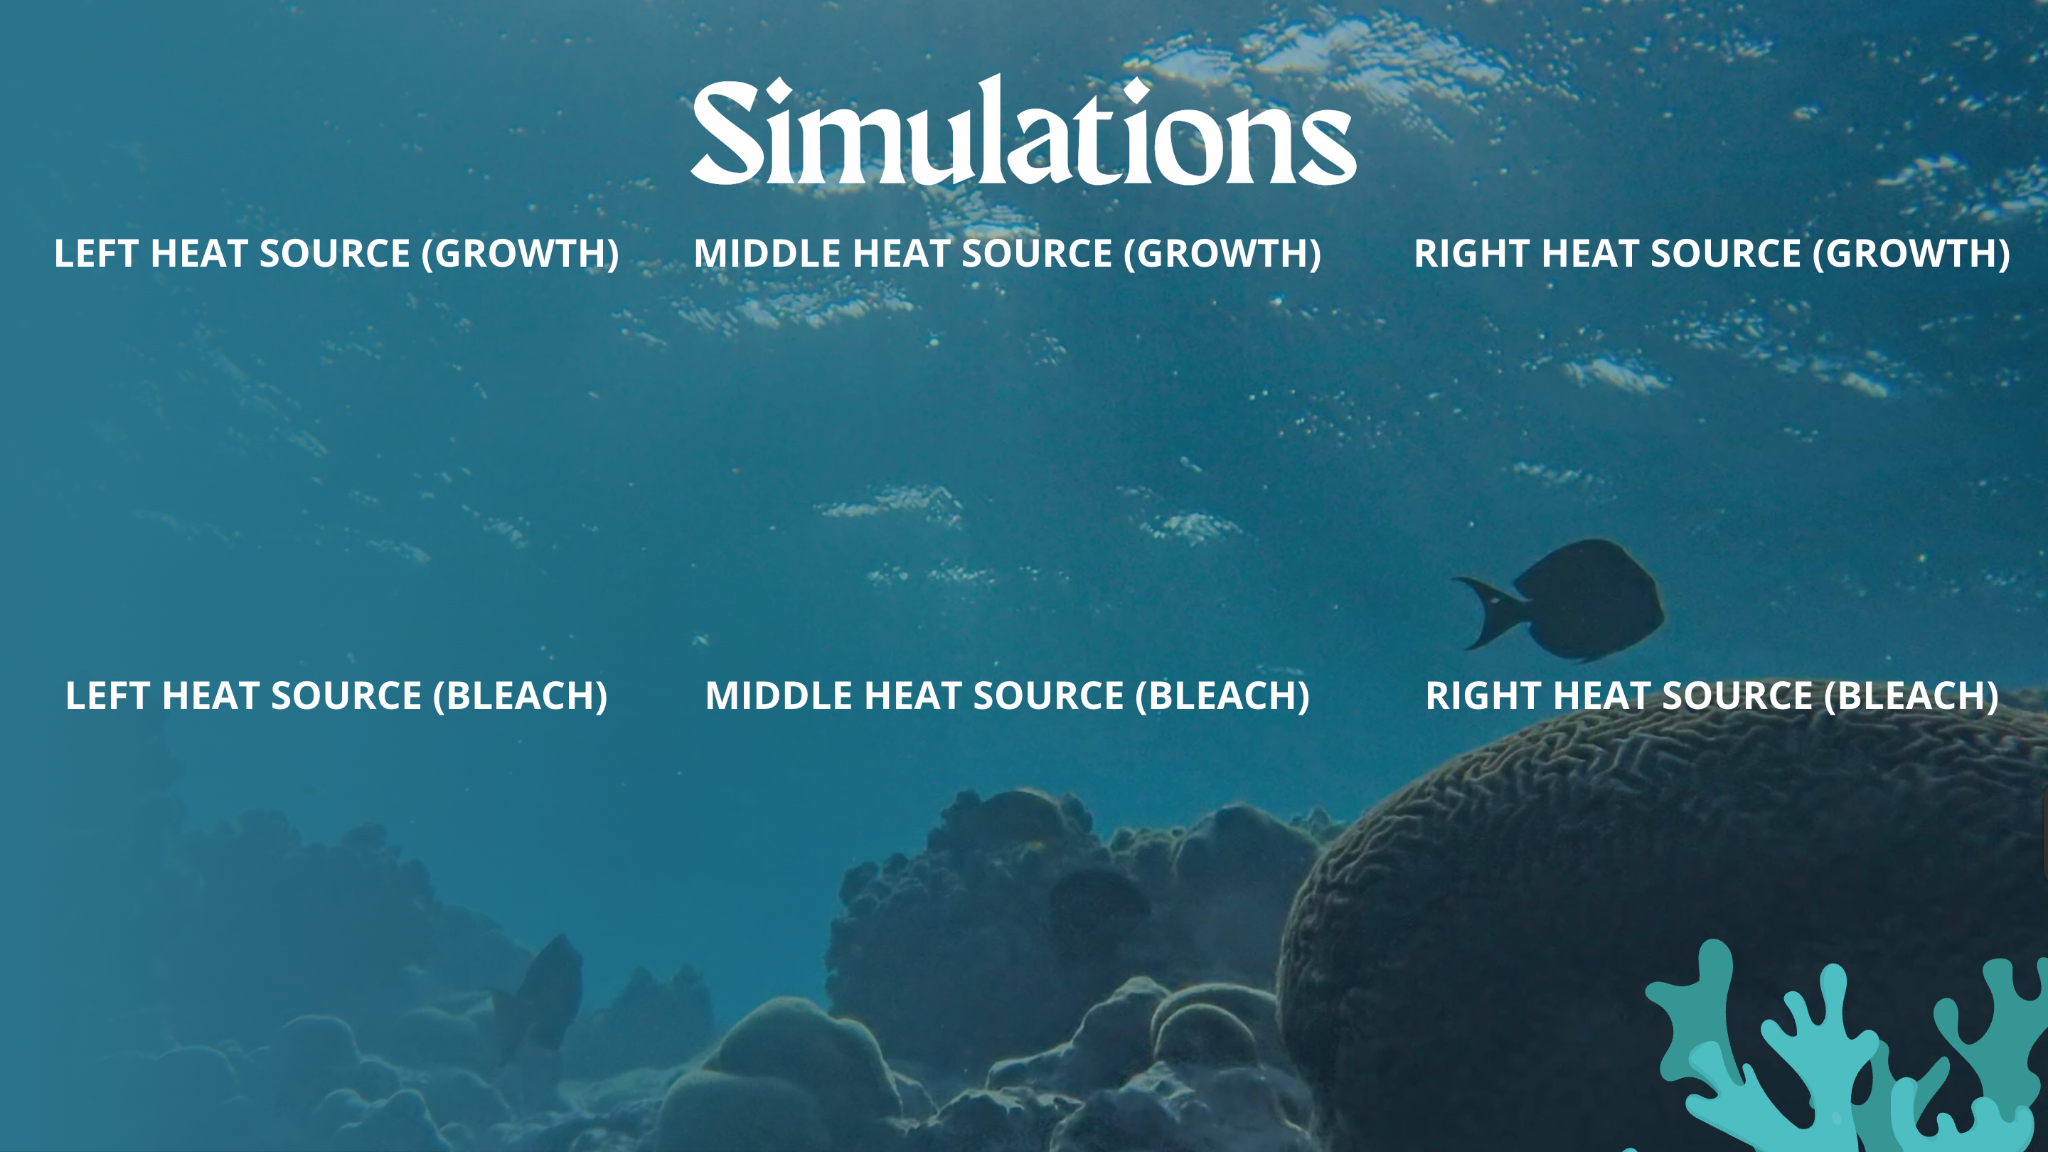 Simulations
LEFT HEAT SOURCE (GROWTH)
MIDDLE HEAT SOURCE (GROWTH)
RIGHT HEAT SOURCE (GROWTH)
LEFT HEAT SOURCE (BLEACH)
MIDDLE HEAT SOURCE (BLEACH)
RIGHT HEAT SOURCE (BLEACH)